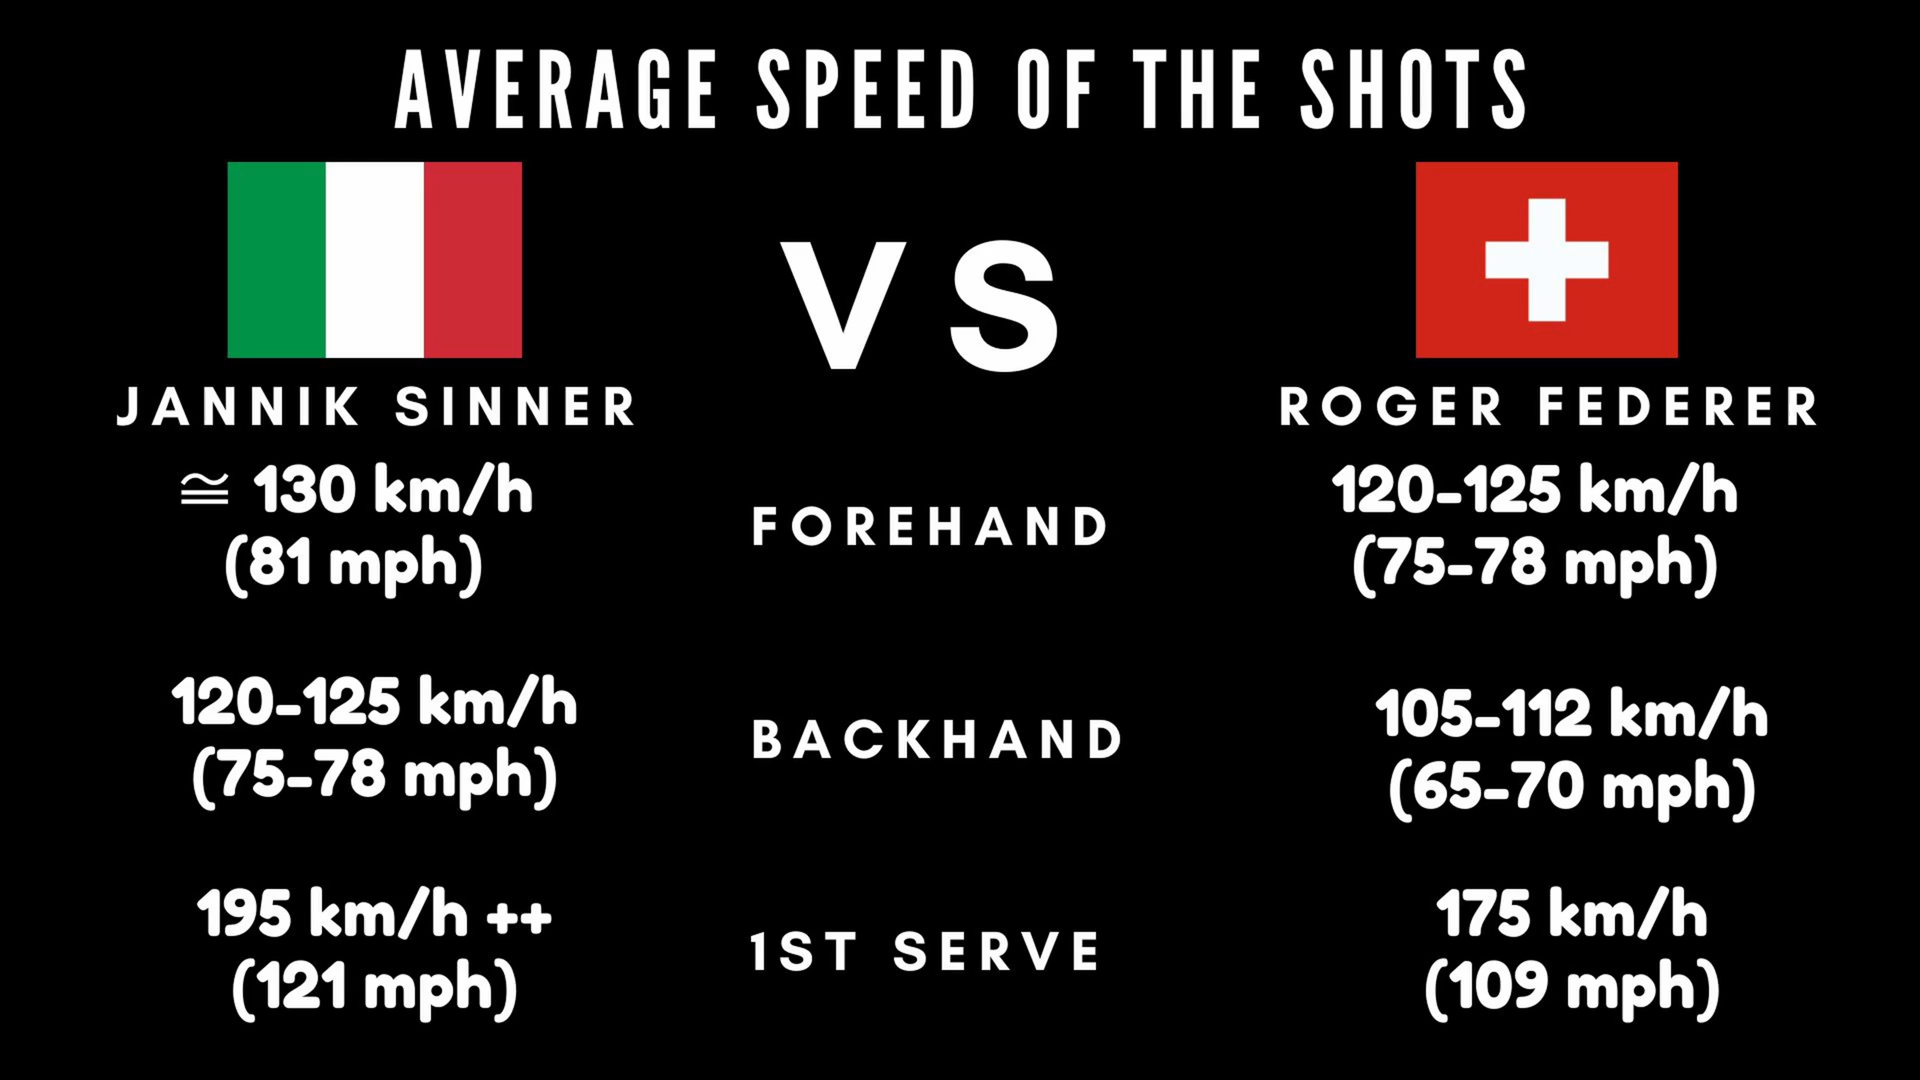 AVERAGE SPEED OF THE SHOTS
VS
JANNIK SINNER
ROGER FEDERER
≅ 130 km/h
(81 mph)
FOREHAND
120-125 km/h
(75-78 mph)
120-125 km/h
(75-78 mph)
BACKHAND
105-112 km/h
(65-70 mph)
195 km/h ++
(121 mph)
1ST SERVE
175 km/h
(109 mph)